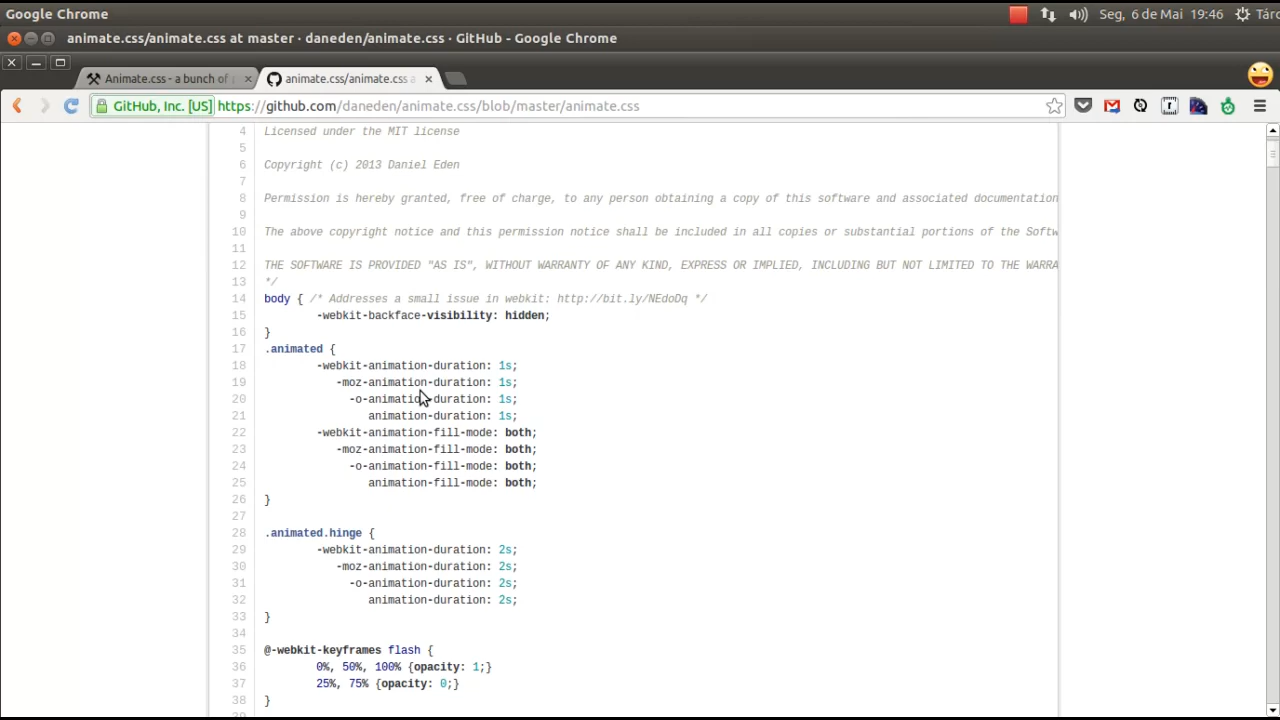 Google Chrome
Seg, 6 de Mai 19:46
Tárc
animate.css/animate.css at master · daneden/animate.css · GitHub - Google Chrome
Animate.css - a bunch of
animate.css/animate.css a
GitHub, Inc. [US] https://github.com/daneden/animate.css/blob/master/animate.css
4 Licensed under the MIT license
5
6 Copyright (c) 2013 Daniel Eden
7
8 Permission is hereby granted, free of charge, to any person obtaining a copy of this software and associated documentation
9
10 The above copyright notice and this permission notice shall be included in all copies or substantial portions of the Softw
11
12 THE SOFTWARE IS PROVIDED "AS IS", WITHOUT WARRANTY OF ANY KIND, EXPRESS OR IMPLIED, INCLUDING BUT NOT LIMITED TO THE WARRA
13 */
14 body { /* Addresses a small issue in webkit: http://bit.ly/NEdoDq */
15 -webkit-backface-visibility: hidden;
16 }
17 .animated {
18 -webkit-animation-duration: 1s;
19 -moz-animation-duration: 1s;
20 -o-animation-duration: 1s;
21 animation-duration: 1s;
22 -webkit-animation-fill-mode: both;
23 -moz-animation-fill-mode: both;
24 -o-animation-fill-mode: both;
25 animation-fill-mode: both;
26 }
27
28 .animated.hinge {
29 -webkit-animation-duration: 2s;
30 -moz-animation-duration: 2s;
31 -o-animation-duration: 2s;
32 animation-duration: 2s;
33 }
34
35 @-webkit-keyframes flash {
36 0%, 50%, 100% {opacity: 1;}
37 25%, 75% {opacity: 0;}
38 }